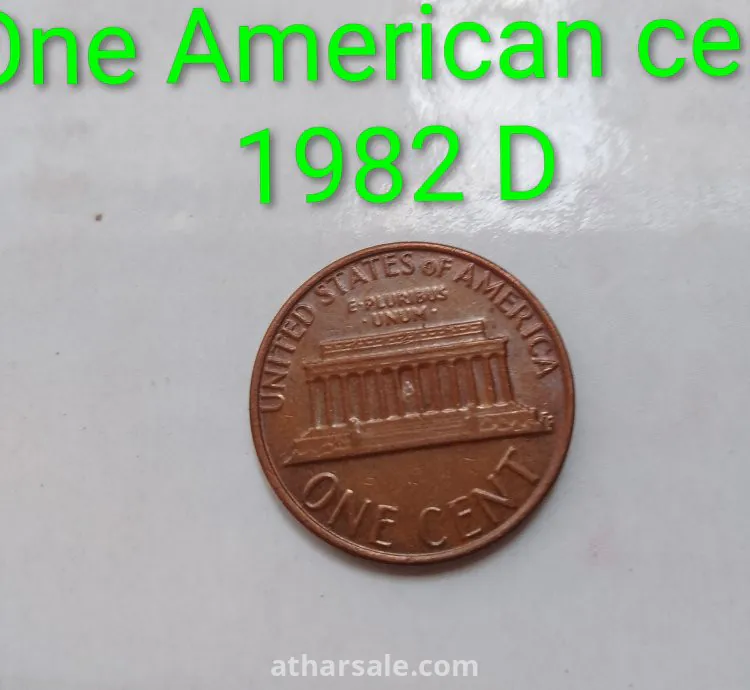 One American ce
1982 D
UNITED STATES OF AMERICA
E·PLURIBUS
·UNUM·
ONE CENT
atharsale.com